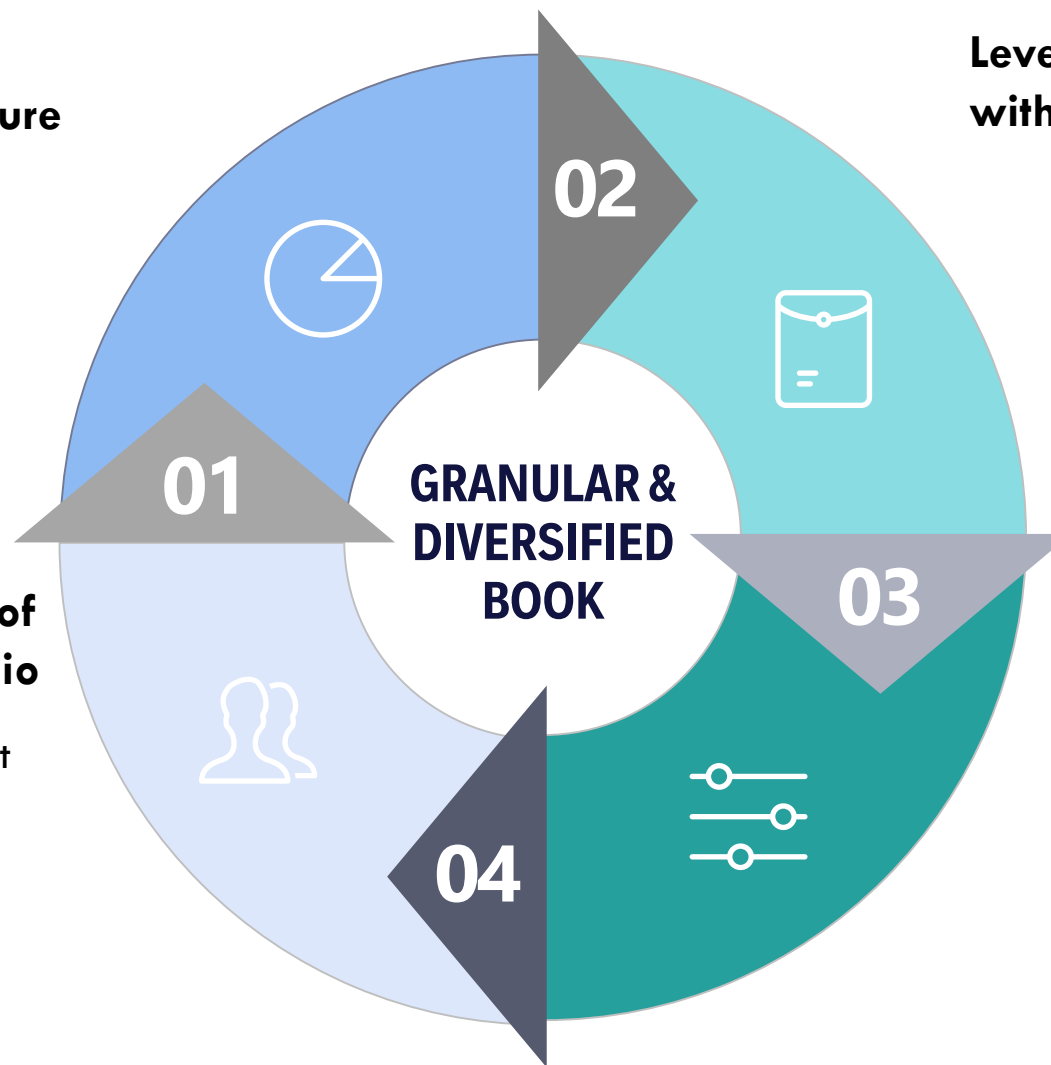 Leve
with
ure
02
01
GRANULAR &
DIVERSIFIED
BOOK
03
of
io
t
04